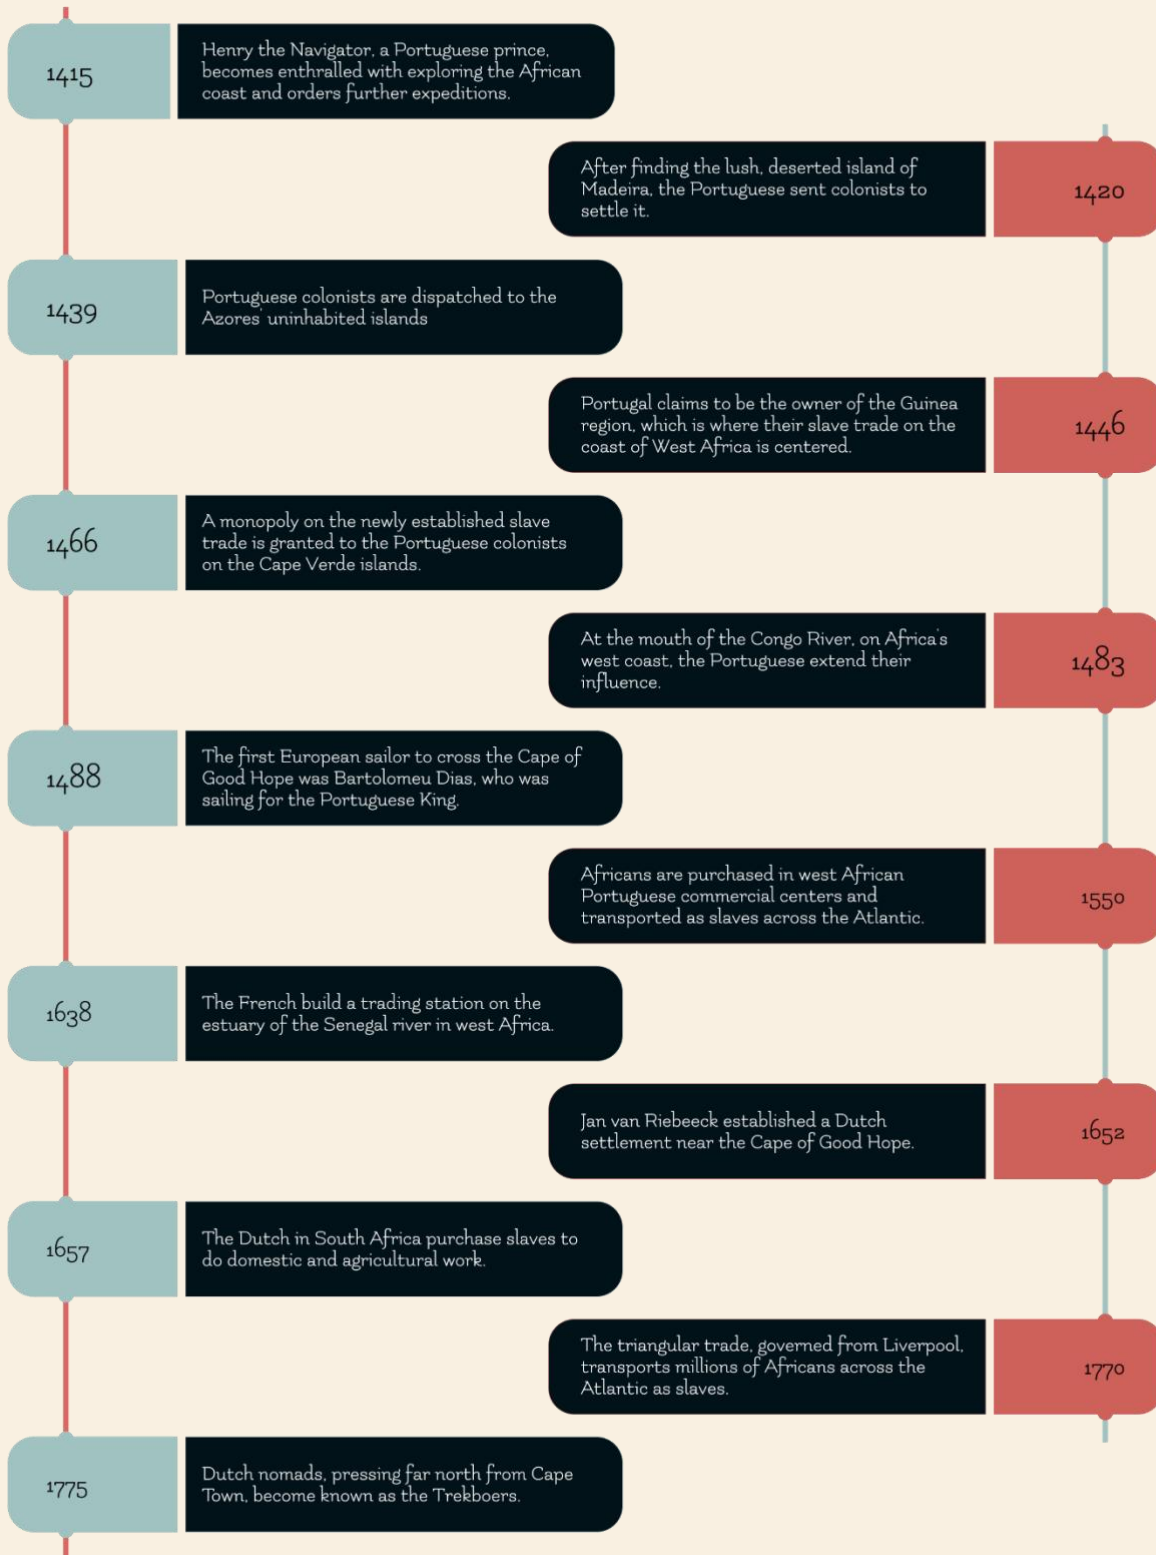 1415
Henry the Navigator, a Portuguese prince,
becomes enthralled with exploring the African
coast and orders further expeditions.
After finding the lush, deserted island of
Madeira, the Portuguese sent colonists to
settle it.
1420
1439
Portuguese colonists are dispatched to the
Azores' uninhabited islands
Portugal claims to be the owner of the Guinea
region, which is where their slave trade on the
coast of West Africa is centered.
1446
1466
A monopoly on the newly established slave
trade is granted to the Portuguese colonists
on the Cape Verde islands.
At the mouth of the Congo River, on Africa's
west coast, the Portuguese extend their
influence.
1483
1488
The first European sailor to cross the Cape of
Good Hope was Bartolomeu Dias, who was
sailing for the Portuguese King.
Africans are purchased in west African
Portuguese commercial centers and
transported as slaves across the Atlantic.
1550
1638
The French build a trading station on the
estuary of the Senegal river in west Africa.
Jan van Riebeeck established a Dutch
settlement near the Cape of Good Hope.
1652
1657
The Dutch in South Africa purchase slaves to
do domestic and agricultural work.
The triangular trade, governed from Liverpool,
transports millions of Africans across the
Atlantic as slaves.
1770
1775
Dutch nomads, pressing far north from Cape
Town, become known as the Trekboers.